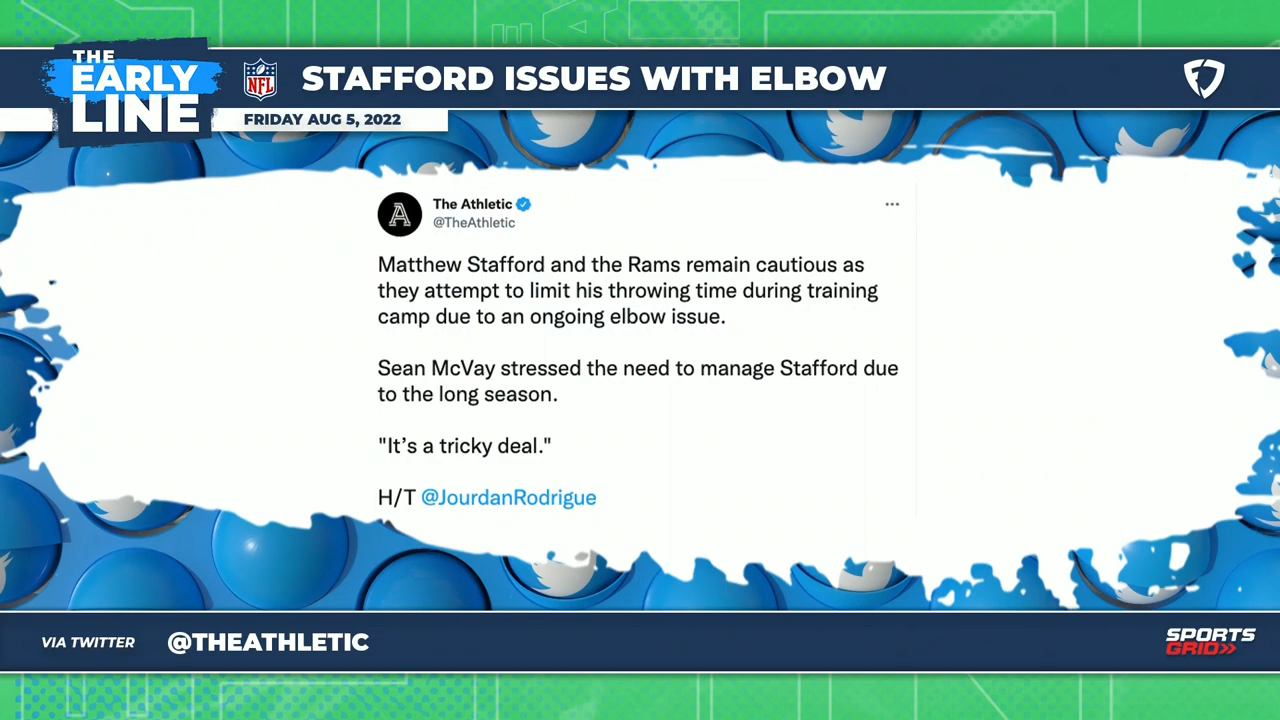 THE
EARLY
LINE
NFL
STAFFORD ISSUES WITH ELBOW
FRIDAY AUG 5, 2022
A
The Athletic
@TheAthletic
...
Matthew Stafford and the Rams remain cautious as
they attempt to limit his throwing time during training
camp due to an ongoing elbow issue.
Sean McVay stressed the need to manage Stafford due
to the long season.
"It’s a tricky deal."
H/T @JourdanRodrigue
VIA TWITTER
@THEATHLETIC
SPORTS
GRID»